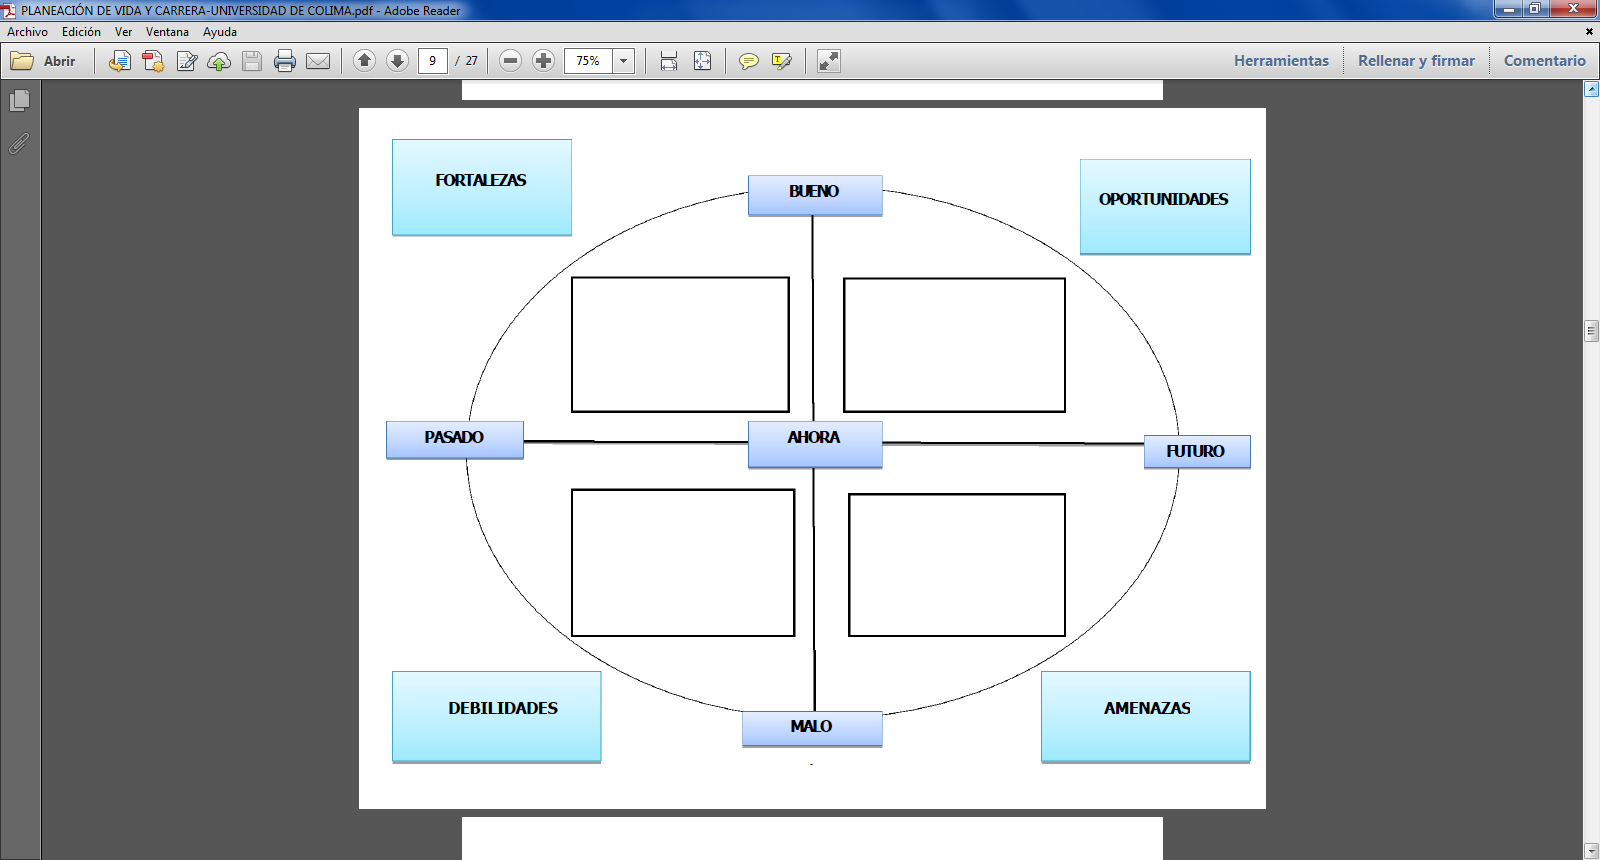 PLANEACIÓN DE VIDA Y CARRERA-UNIVERSIDAD DE COLIMA.pdf - Adobe Reader
Archivo Edición Ver Ventana Ayuda
Abrir 9 / 27 75% Herramientas Rellenar y firmar Comentario
FORTALEZAS
BUENO
OPORTUNIDADES
PASADO
AHORA
FUTURO
DEBILIDADES
MALO
AMENAZAS